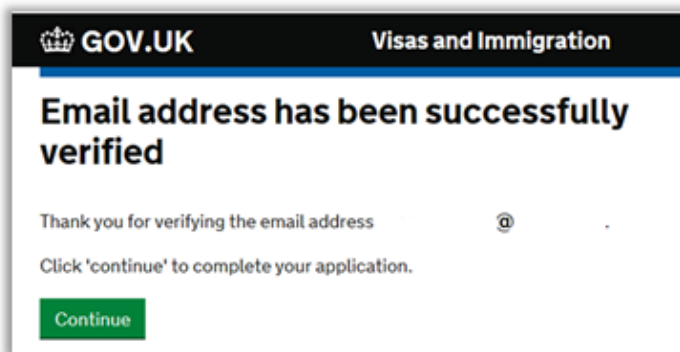 GOV.UK Visas and Immigration
Email address has been successfully
verified
Thank you for verifying the email address @ .
Click 'continue' to complete your application.
Continue